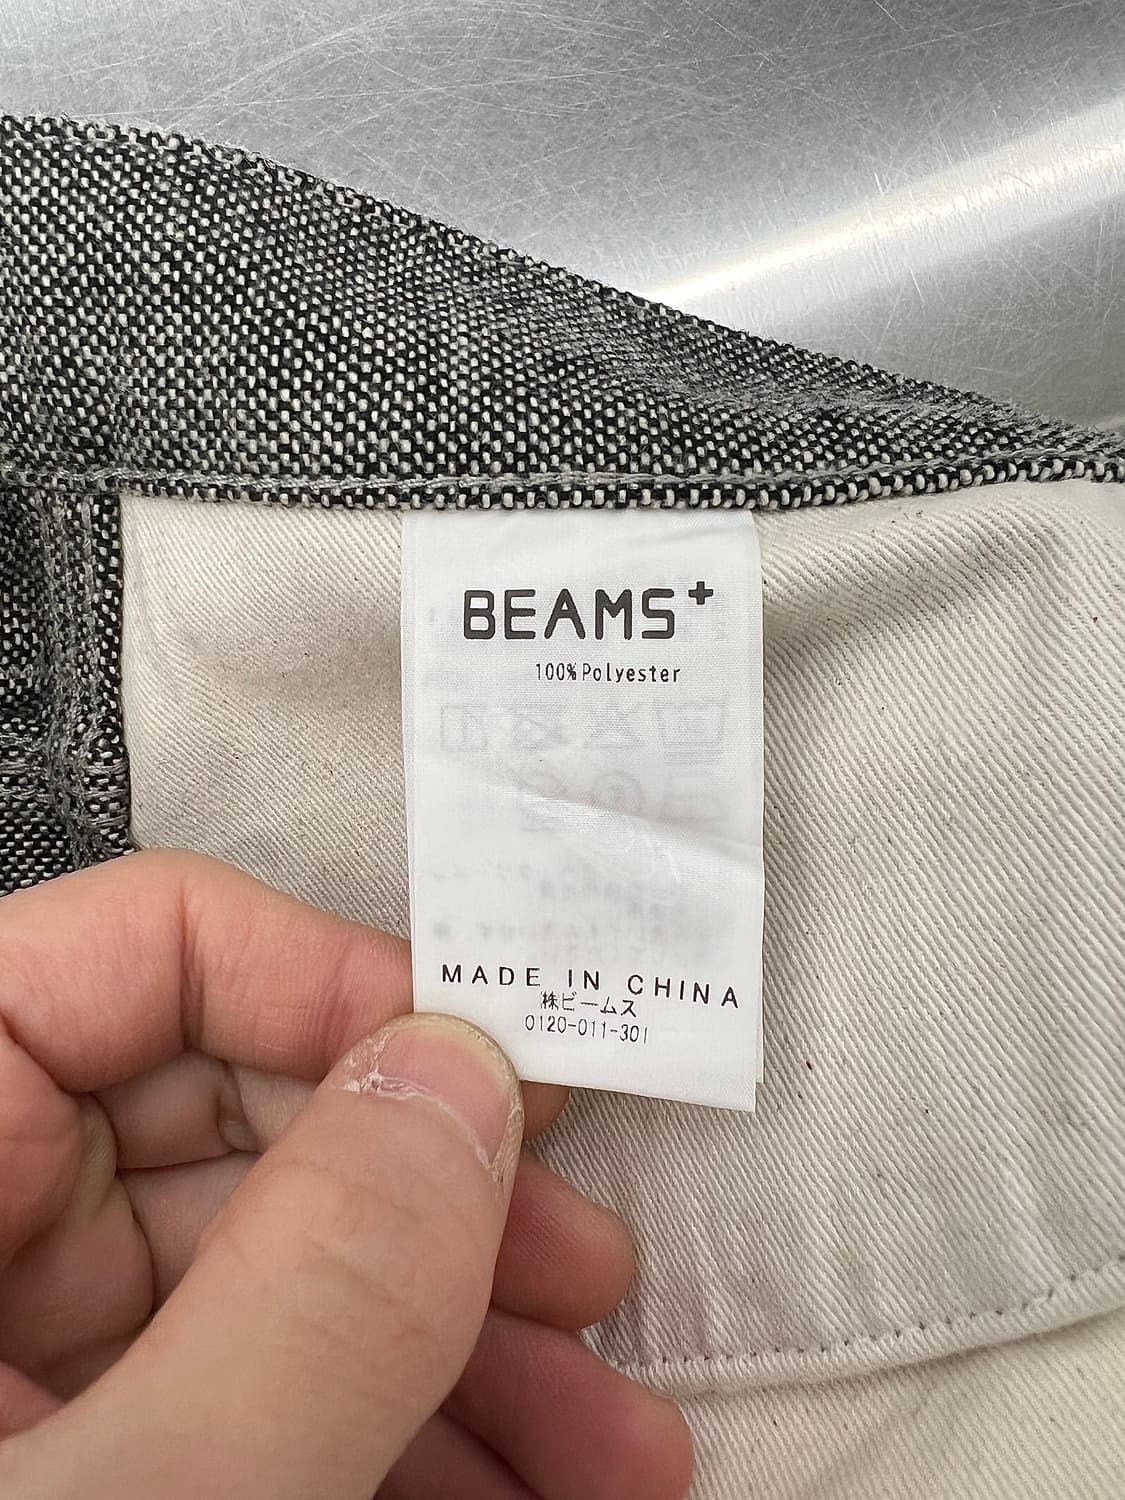 BEAMS+
100% Polyester
MADE IN CHINA
㈱ビームス
0120-011-301